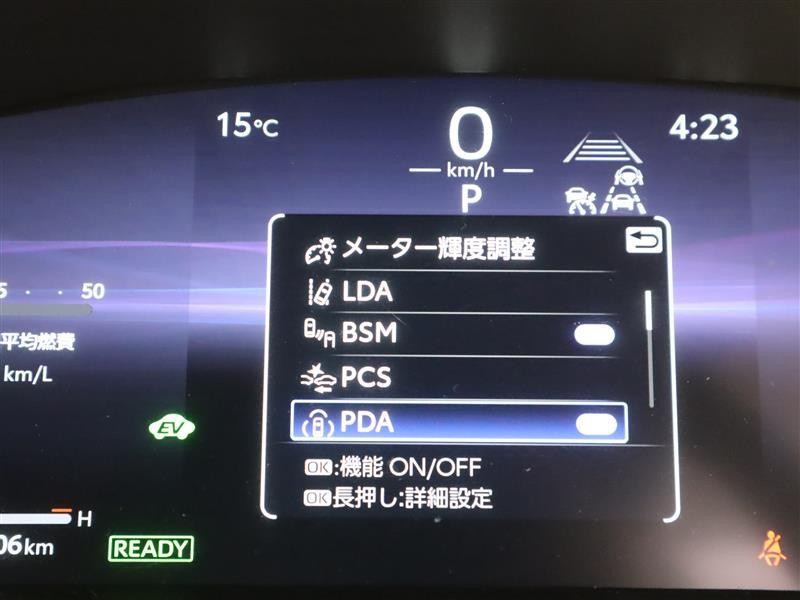 15℃
0
km/h
P
4:23
メーター輝度調整
LDA
BSM
PCS
PDA
OK:機能 ON/OFF
OK長押し:詳細設定
5 · · 50
平均燃費
km/L
EV
H
06km
READY